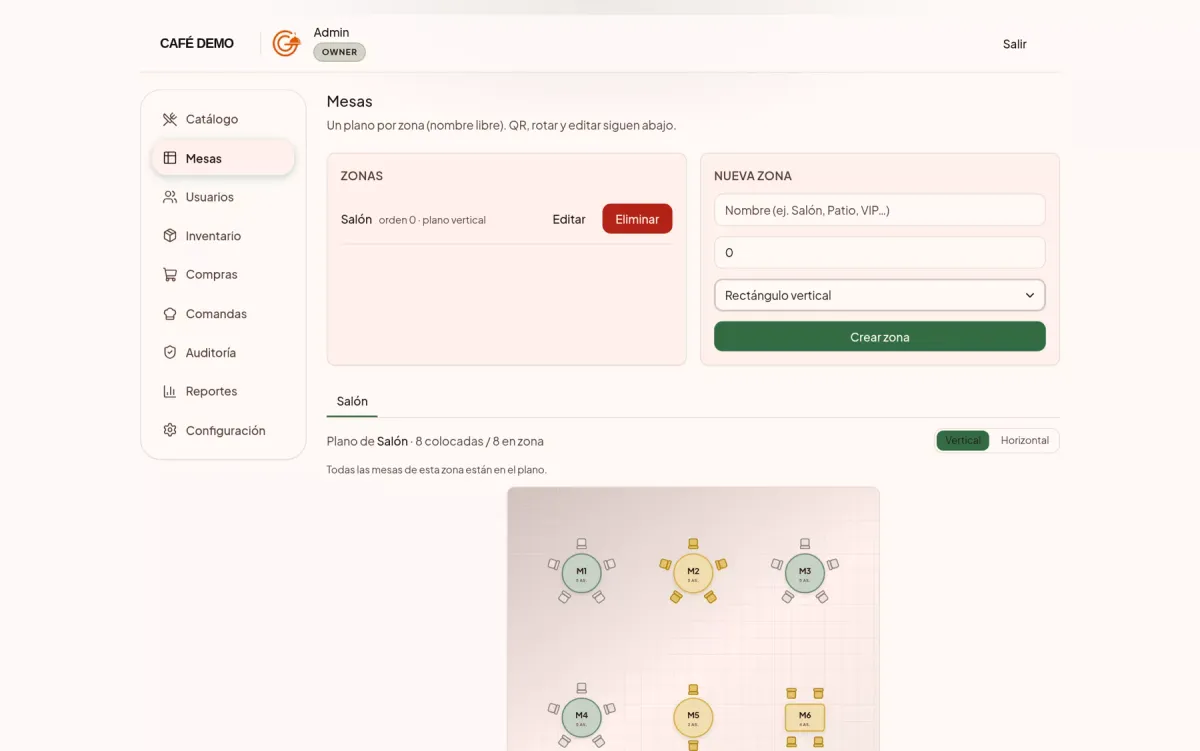 CAFÉ DEMO
Admin
OWNER
Salir
Catálogo
Mesas
Usuarios
Inventario
Compras
Comandas
Auditoría
Reportes
Configuración
Mesas
Un plano por zona (nombre libre). QR, rotar y editar siguen abajo.
ZONAS
Salón orden 0 · plano vertical
Editar
Eliminar
NUEVA ZONA
Nombre (ej. Salón, Patio, VIP…)
0
Rectángulo vertical
Crear zona
Salón
Plano de Salón · 8 colocadas / 8 en zona
Vertical
Horizontal
Todas las mesas de esta zona están en el plano.
M1
M2
M3
M4
M5
M6